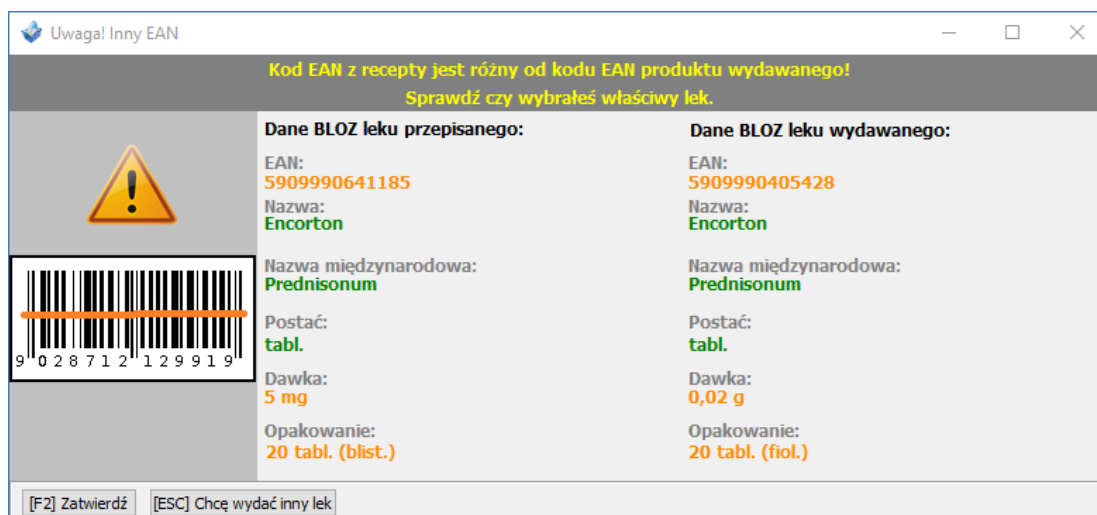 Uwaga! Inny EAN
Kod EAN z recepty jest różny od kodu EAN produktu wydawanego!
Sprawdź czy wybrałeś właściwy lek.
Dane BLOZ leku przepisanego:
EAN:
5909990641185
Nazwa:
Encorton
Nazwa międzynarodowa:
Prednisonum
Postać:
tabl.
Dawka:
5 mg
Opakowanie:
20 tabl. (blist.)
Dane BLOZ leku wydawanego:
EAN:
5909990405428
Nazwa:
Encorton
Nazwa międzynarodowa:
Prednisonum
Postać:
tabl.
Dawka:
0,02 g
Opakowanie:
20 tabl. (fiol.)
9 028712 129919
[F2] Zatwierdź [ESC] Chcę wydać inny lek